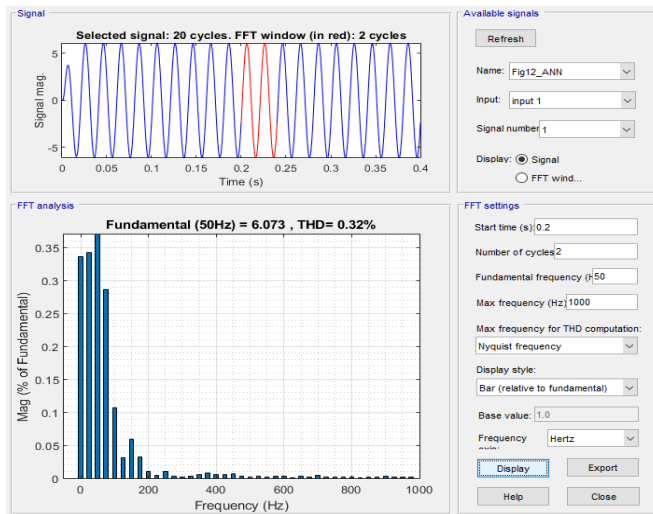 Signal
Selected signal: 20 cycles. FFT window (in red): 2 cycles
5
0
-5
Signal mag.
0 0.05 0.1 0.15 0.2 0.25 0.3 0.35 0.4
Time (s)
FFT analysis
Fundamental (50Hz) = 6.073 , THD= 0.32%
0.35
0.3
0.25
0.2
0.15
0.1
0.05
0
Mag (% of Fundamental)
0 200 400 600 800 1000
Frequency (Hz)
Available signals
Refresh
Name: Fig12_ANN
Input: input 1
Signal number 1
Display: Signal
FFT wind...
FFT settings
Start time (s): 0.2
Number of cycles 2
Fundamental frequency (H 50
Max frequency (Hz) 1000
Max frequency for THD computation:
Nyquist frequency
Display style:
Bar (relative to fundamental)
Base value: 1.0
Frequency Hertz
Display Export
Help Close